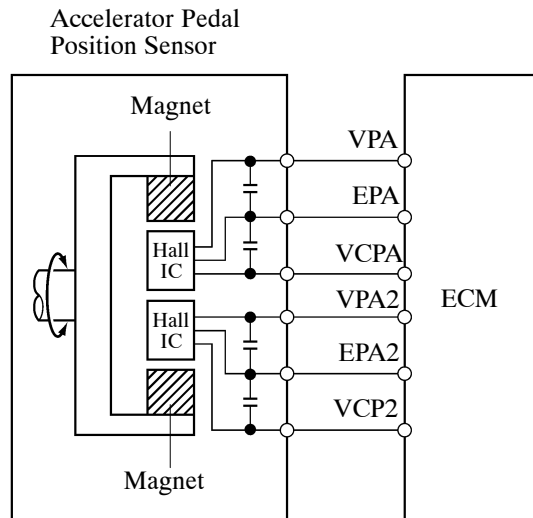 Accelerator Pedal
Position Sensor
Magnet
VPA
EPA
Hall
IC
VCPA
VPA2
ECM
Hall
IC
EPA2
VCP2
Magnet